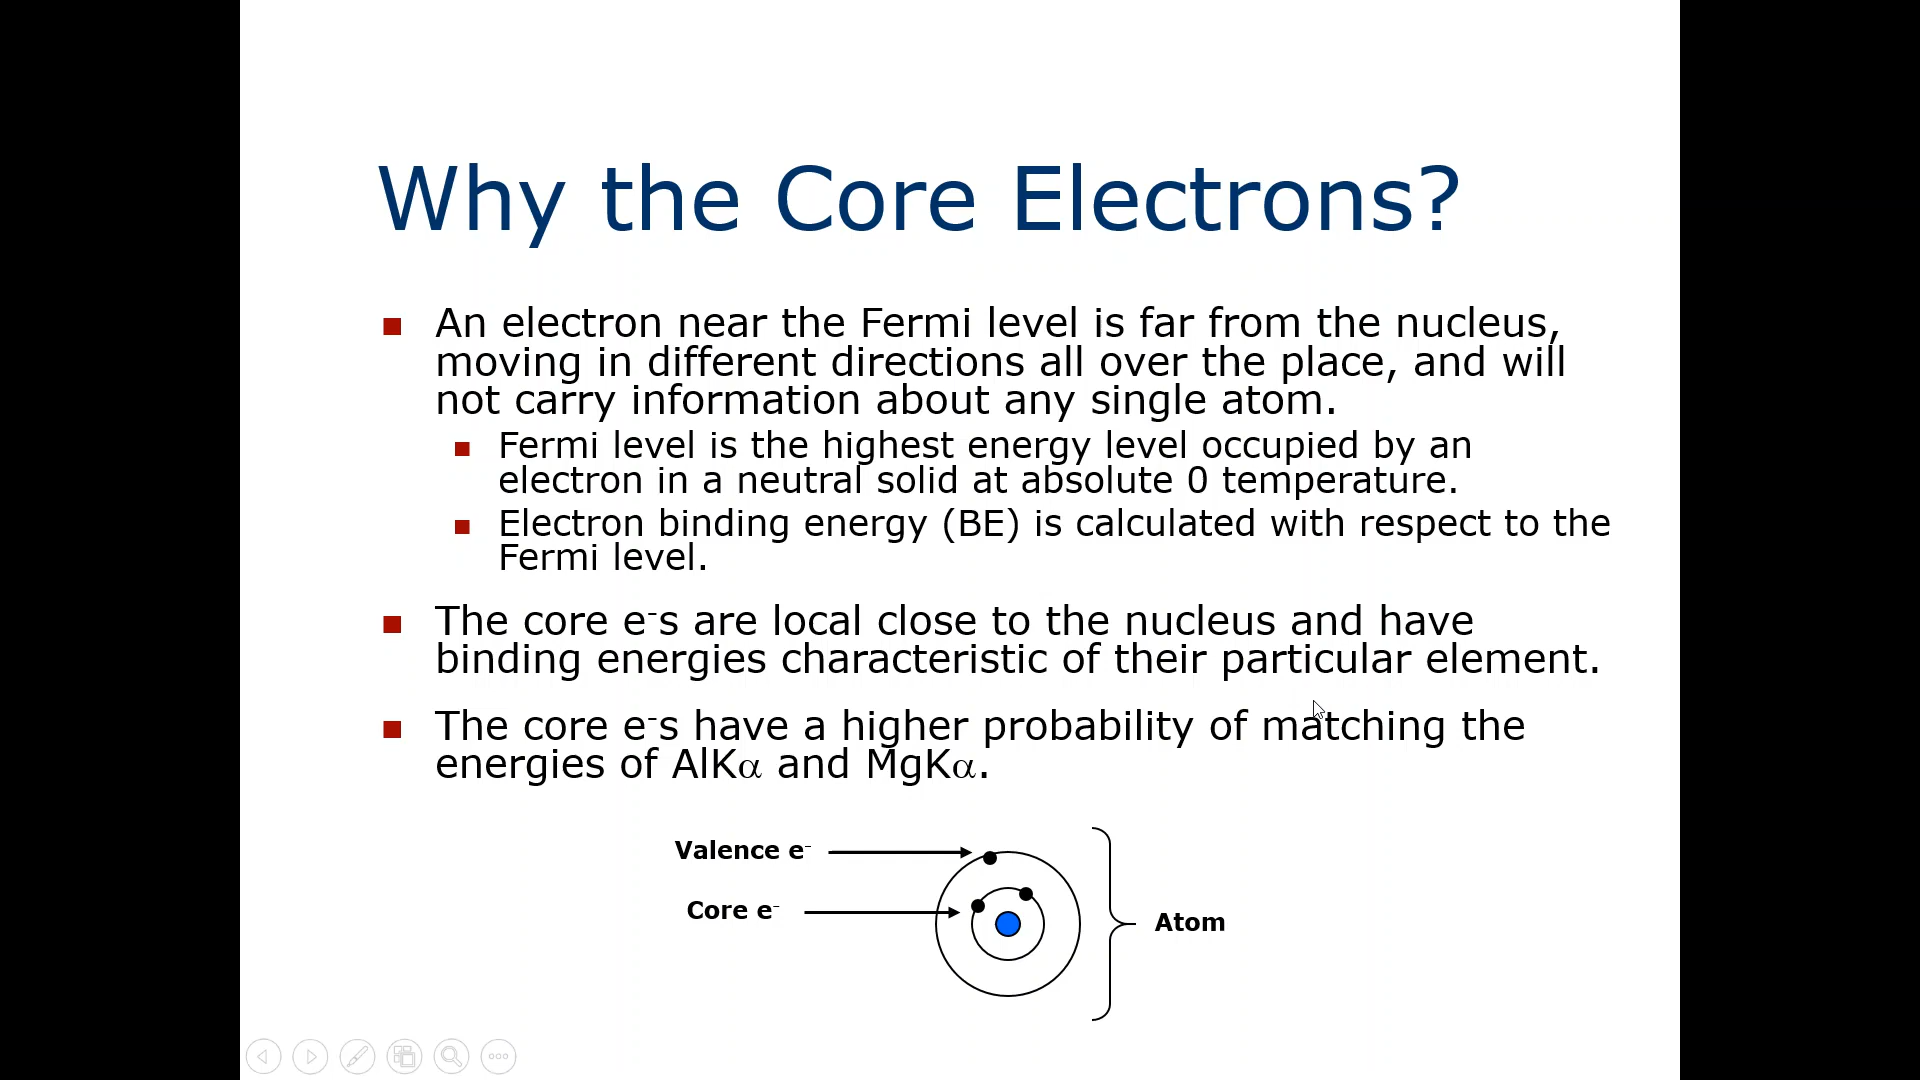 Why the Core Electrons?
An electron near the Fermi level is far from the nucleus,
moving in different directions all over the place, and will
not carry information about any single atom.
Fermi level is the highest energy level occupied by an
electron in a neutral solid at absolute 0 temperature.
Electron binding energy (BE) is calculated with respect to the
Fermi level.
The core e⁻s are local close to the nucleus and have
binding energies characteristic of their particular element.
The core e⁻s have a higher probability of matching the
energies of AlKα and MgKα.
Valence e⁻
Core e⁻
Atom